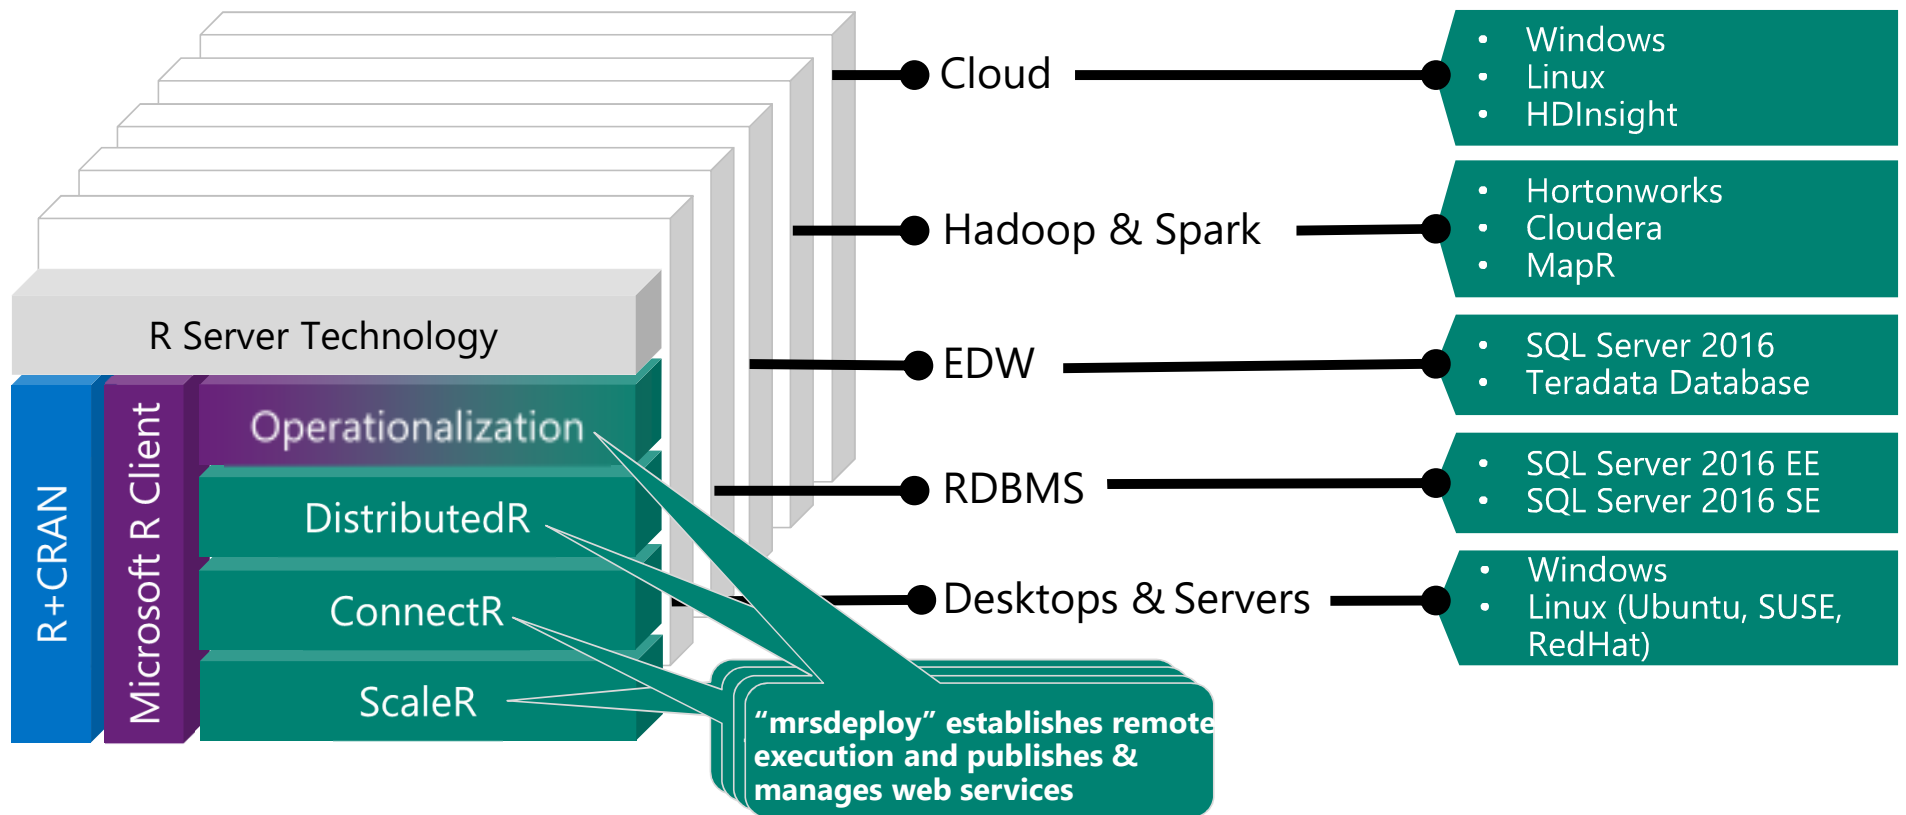 Cloud
• Windows
• Linux
• HDInsight
Hadoop & Spark
• Hortonworks
• Cloudera
• MapR
EDW
• SQL Server 2016
• Teradata Database
RDBMS
• SQL Server 2016 EE
• SQL Server 2016 SE
Desktops & Servers
• Windows
• Linux (Ubuntu, SUSE,
RedHat)
R Server Technology
R+CRAN
Microsoft R Client
Operationalization
DistributedR
ConnectR
ScaleR
“mrsdeploy” establishes remote
execution and publishes &
manages web services